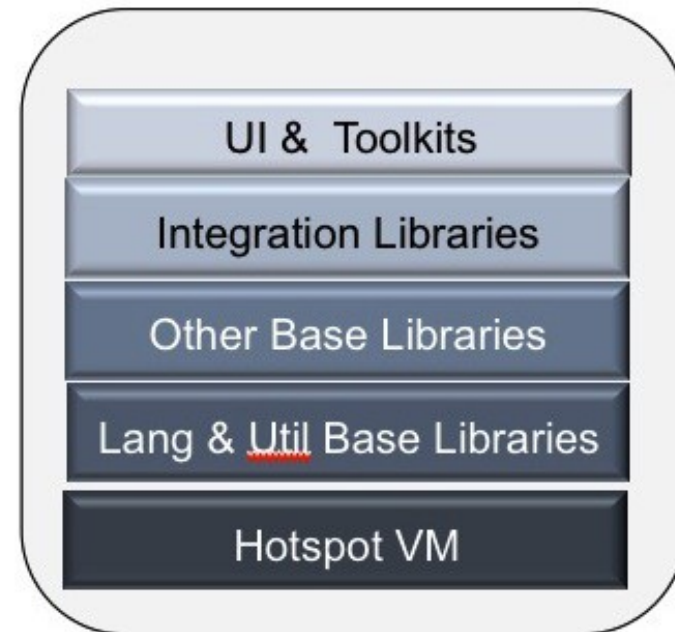 UI & Toolkits
Integration Libraries
Other Base Libraries
Lang & Util Base Libraries
Hotspot VM